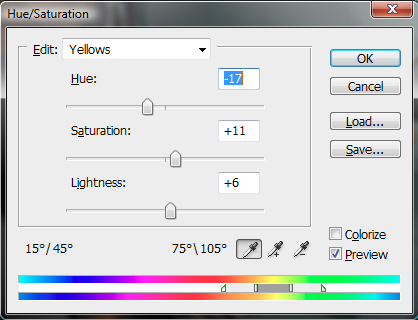 Hue/Saturation
Edit: Yellows
OK
Hue: -17
Cancel
Saturation: +11
Load...
Save...
Lightness: +6
Colorize
15°/ 45° 75°\105° Preview